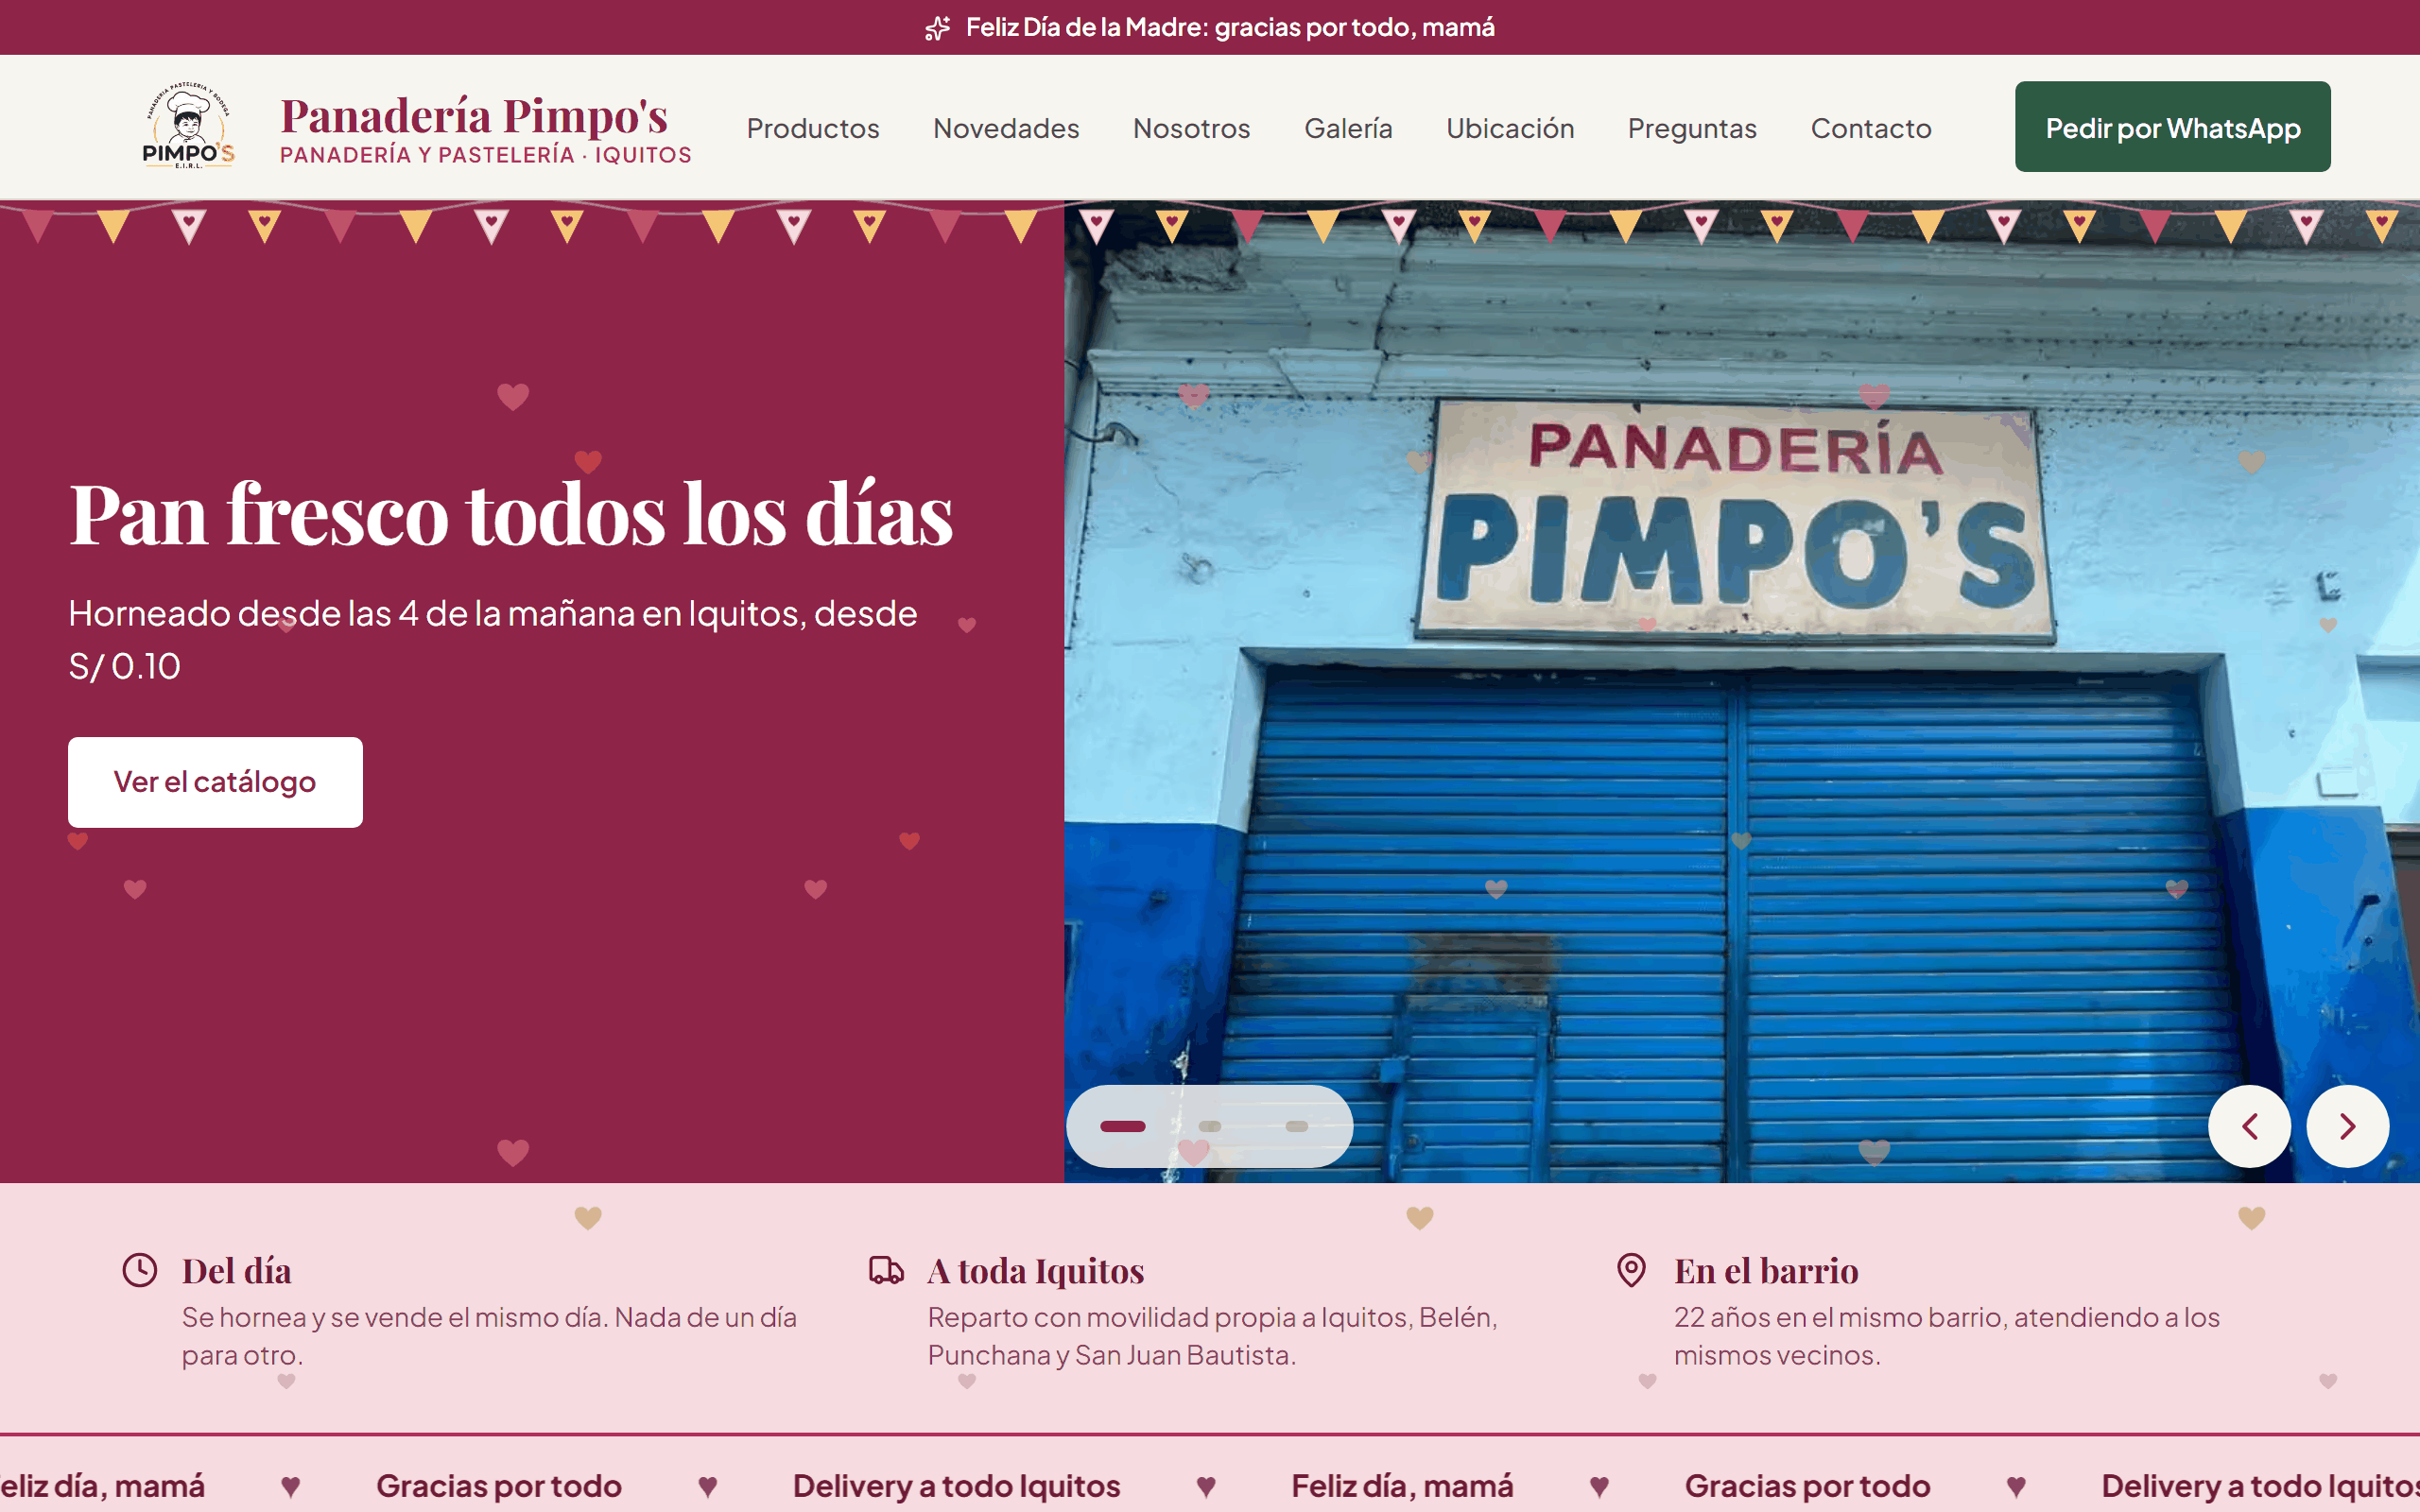 Feliz Día de la Madre: gracias por todo, mamá
PANADERÍA PASTELERÍA Y BODEGA
PIMPO'S
E.I.R.L.
Panadería Pimpo's
PANADERÍA Y PASTELERÍA · IQUITOS
Productos
Novedades
Nosotros
Galería
Ubicación
Preguntas
Contacto
Pedir por WhatsApp
PANADERÍA
PIMPO'S
Pan fresco todos los días
Horneado desde las 4 de la mañana en Iquitos, desde
S/ 0.10
Ver el catálogo
Del día
Se hornea y se vende el mismo día. Nada de un día
para otro.
A toda Iquitos
Reparto con movilidad propia a Iquitos, Belén,
Punchana y San Juan Bautista.
En el barrio
22 años en el mismo barrio, atendiendo a los
mismos vecinos.
eliz día, mamá ♥ Gracias por todo ♥ Delivery a todo Iquitos ♥ Feliz día, mamá ♥ Gracias por todo ♥ Delivery a todo Iquitos